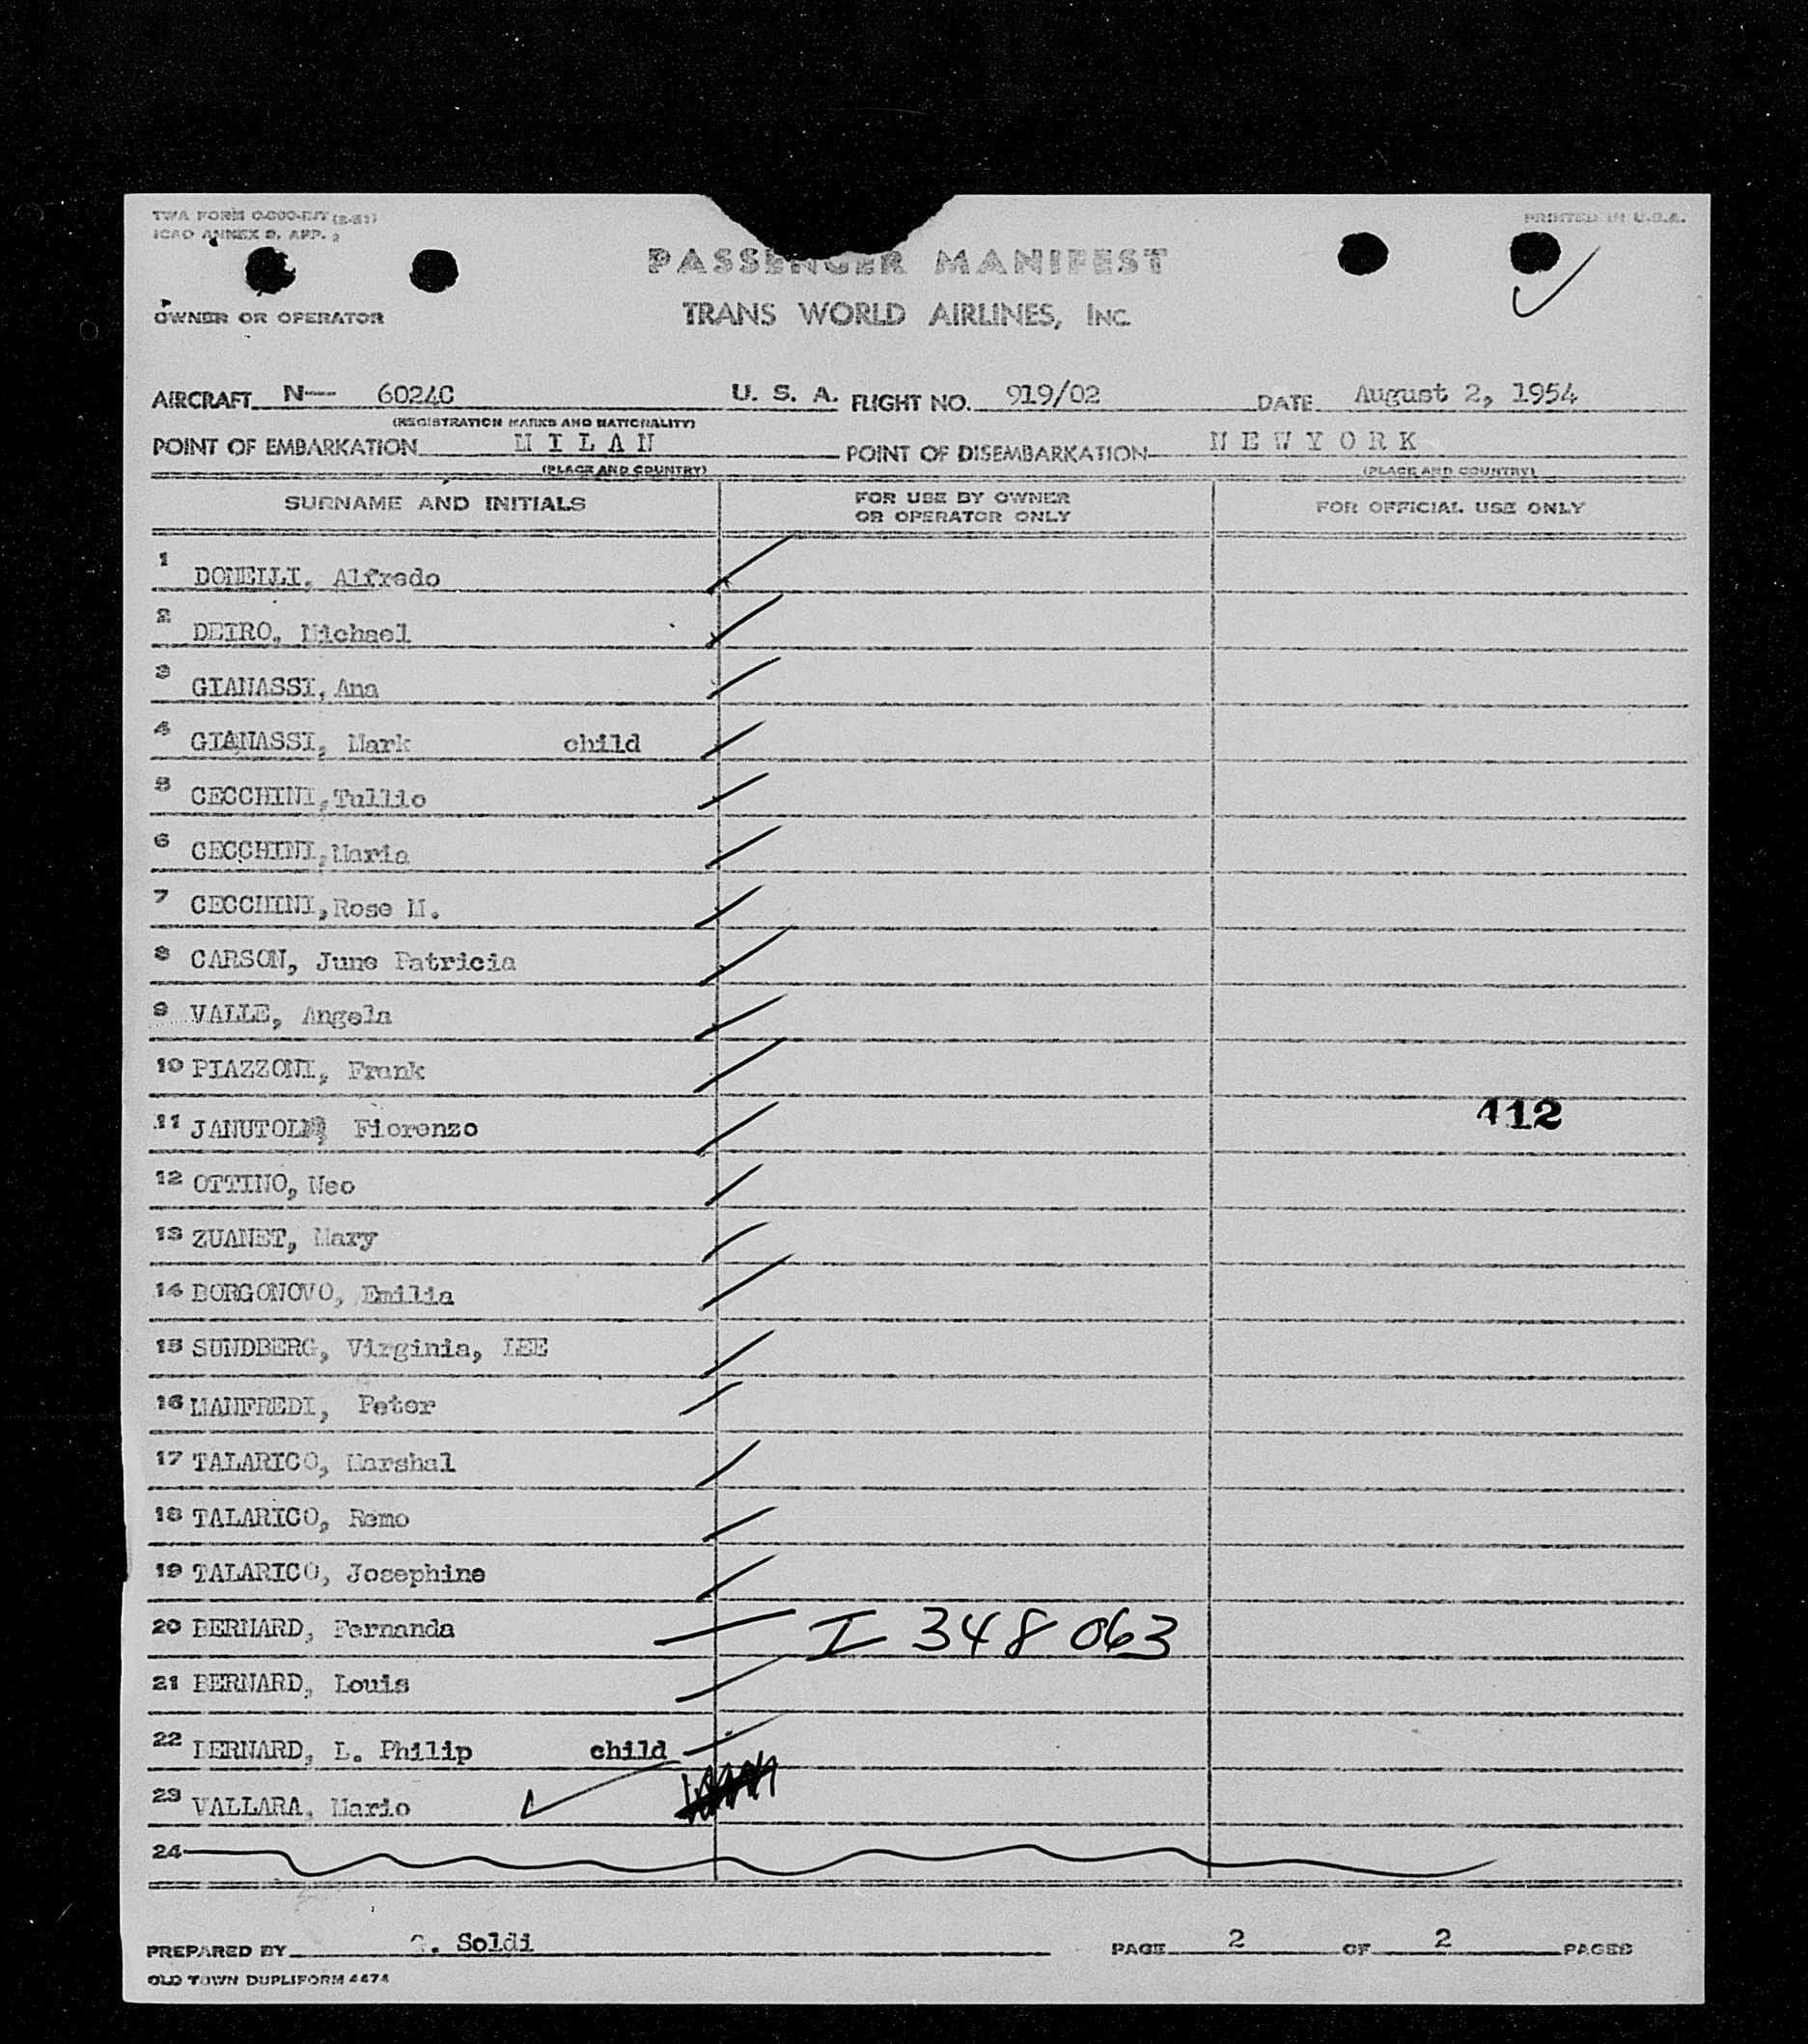 TWA FORM (2-51)
PRINTED IN U.S.A.
ICAO ANNEX 9, APP. 2
PASSENGER MANIFEST
OWNER OR OPERATOR
TRANS WORLD AIRLINES, INC.
AIRCRAFT N— 6024C U. S. A. FLIGHT NO. 919/02 DATE August 2, 1954
(REGISTRATION MARKS AND NATIONALITY)
POINT OF EMBARKATION M I L A N POINT OF DISEMBARKATION N E W Y O R K
(PLACE AND COUNTRY) (PLACE AND COUNTRY)
SURNAME AND INITIALS FOR USE BY OWNER OR OPERATOR ONLY FOR OFFICIAL USE ONLY
1 DONELLI, Alfredo
2 DETRO, Michael
3 GIANASSI, Ana
4 GIANASSI, Mark child
5 CECCHINI, Tullio
6 CECCHINI, Maria
7 CECCHINI, Rose M.
8 CARSON, June Patricia
9 VALLE, Angela
10 PIAZZONI, Frank
412
11 Fiorenzo
12 OTTINO, Neo
13 ZUANET, Mary
14 BORGONOVO, Emilia
15 SUNDBERG, Virginia, LEE
16 MANFREDI, Peter
17 TALARICO, Marshal
18 TALARICO, Remo
19 TALARICO, Josephine
20 BERNARD, Fernanda I 348 063
21 BERNARD, Louis
22 BERNARD, L. Philip child
23 VALLARA, Mario
24
PREPARED BY Soldi PAGE 2 OF 2 PAGES
OLD TOWN DUPLIFORM 4474